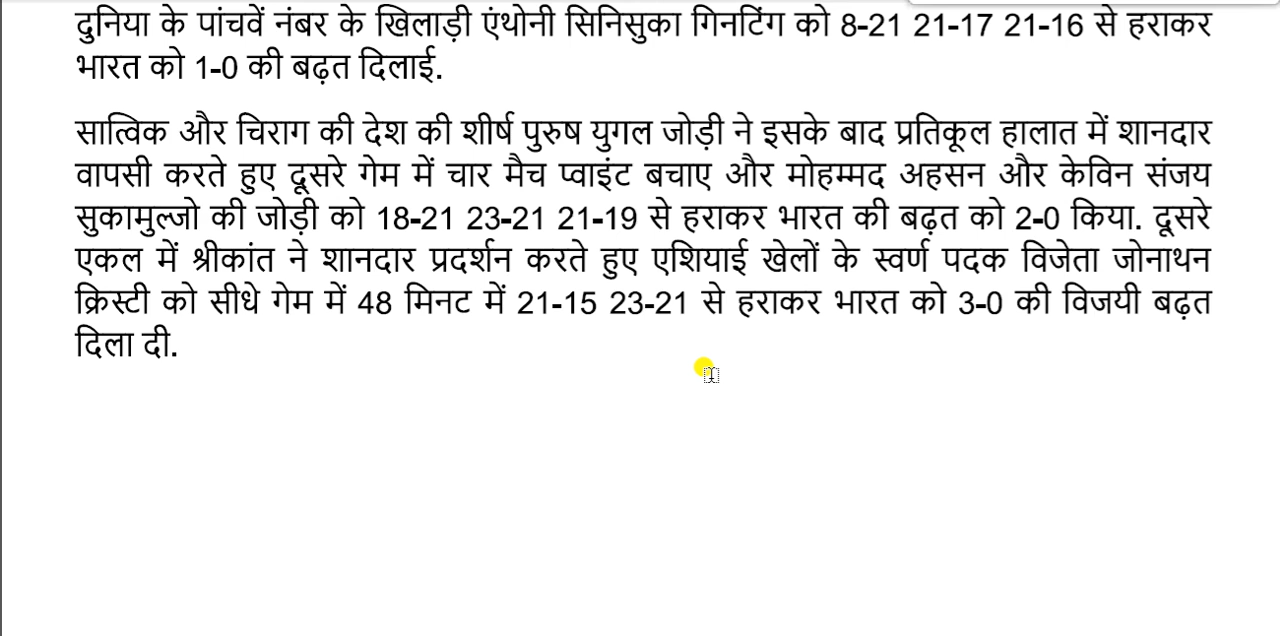 दुनिया के पांचवें नंबर के खिलाड़ी एंथोनी सिनिसुका गिनटिंग को 8-21 21-17 21-16 से हराकर
भारत को 1-0 की बढ़त दिलाई.
सात्विक और चिराग की देश की शीर्ष पुरुष युगल जोड़ी ने इसके बाद प्रतिकूल हालात में शानदार
वापसी करते हुए दूसरे गेम में चार मैच प्वाइंट बचाए और मोहम्मद अहसन और केविन संजय
सुकामुल्जो की जोड़ी को 18-21 23-21 21-19 से हराकर भारत की बढ़त को 2-0 किया. दूसरे
एकल में श्रीकांत ने शानदार प्रदर्शन करते हुए एशियाई खेलों के स्वर्ण पदक विजेता जोनाथन
क्रिस्टी को सीधे गेम में 48 मिनट में 21-15 23-21 से हराकर भारत को 3-0 की विजयी बढ़त
दिला दी.